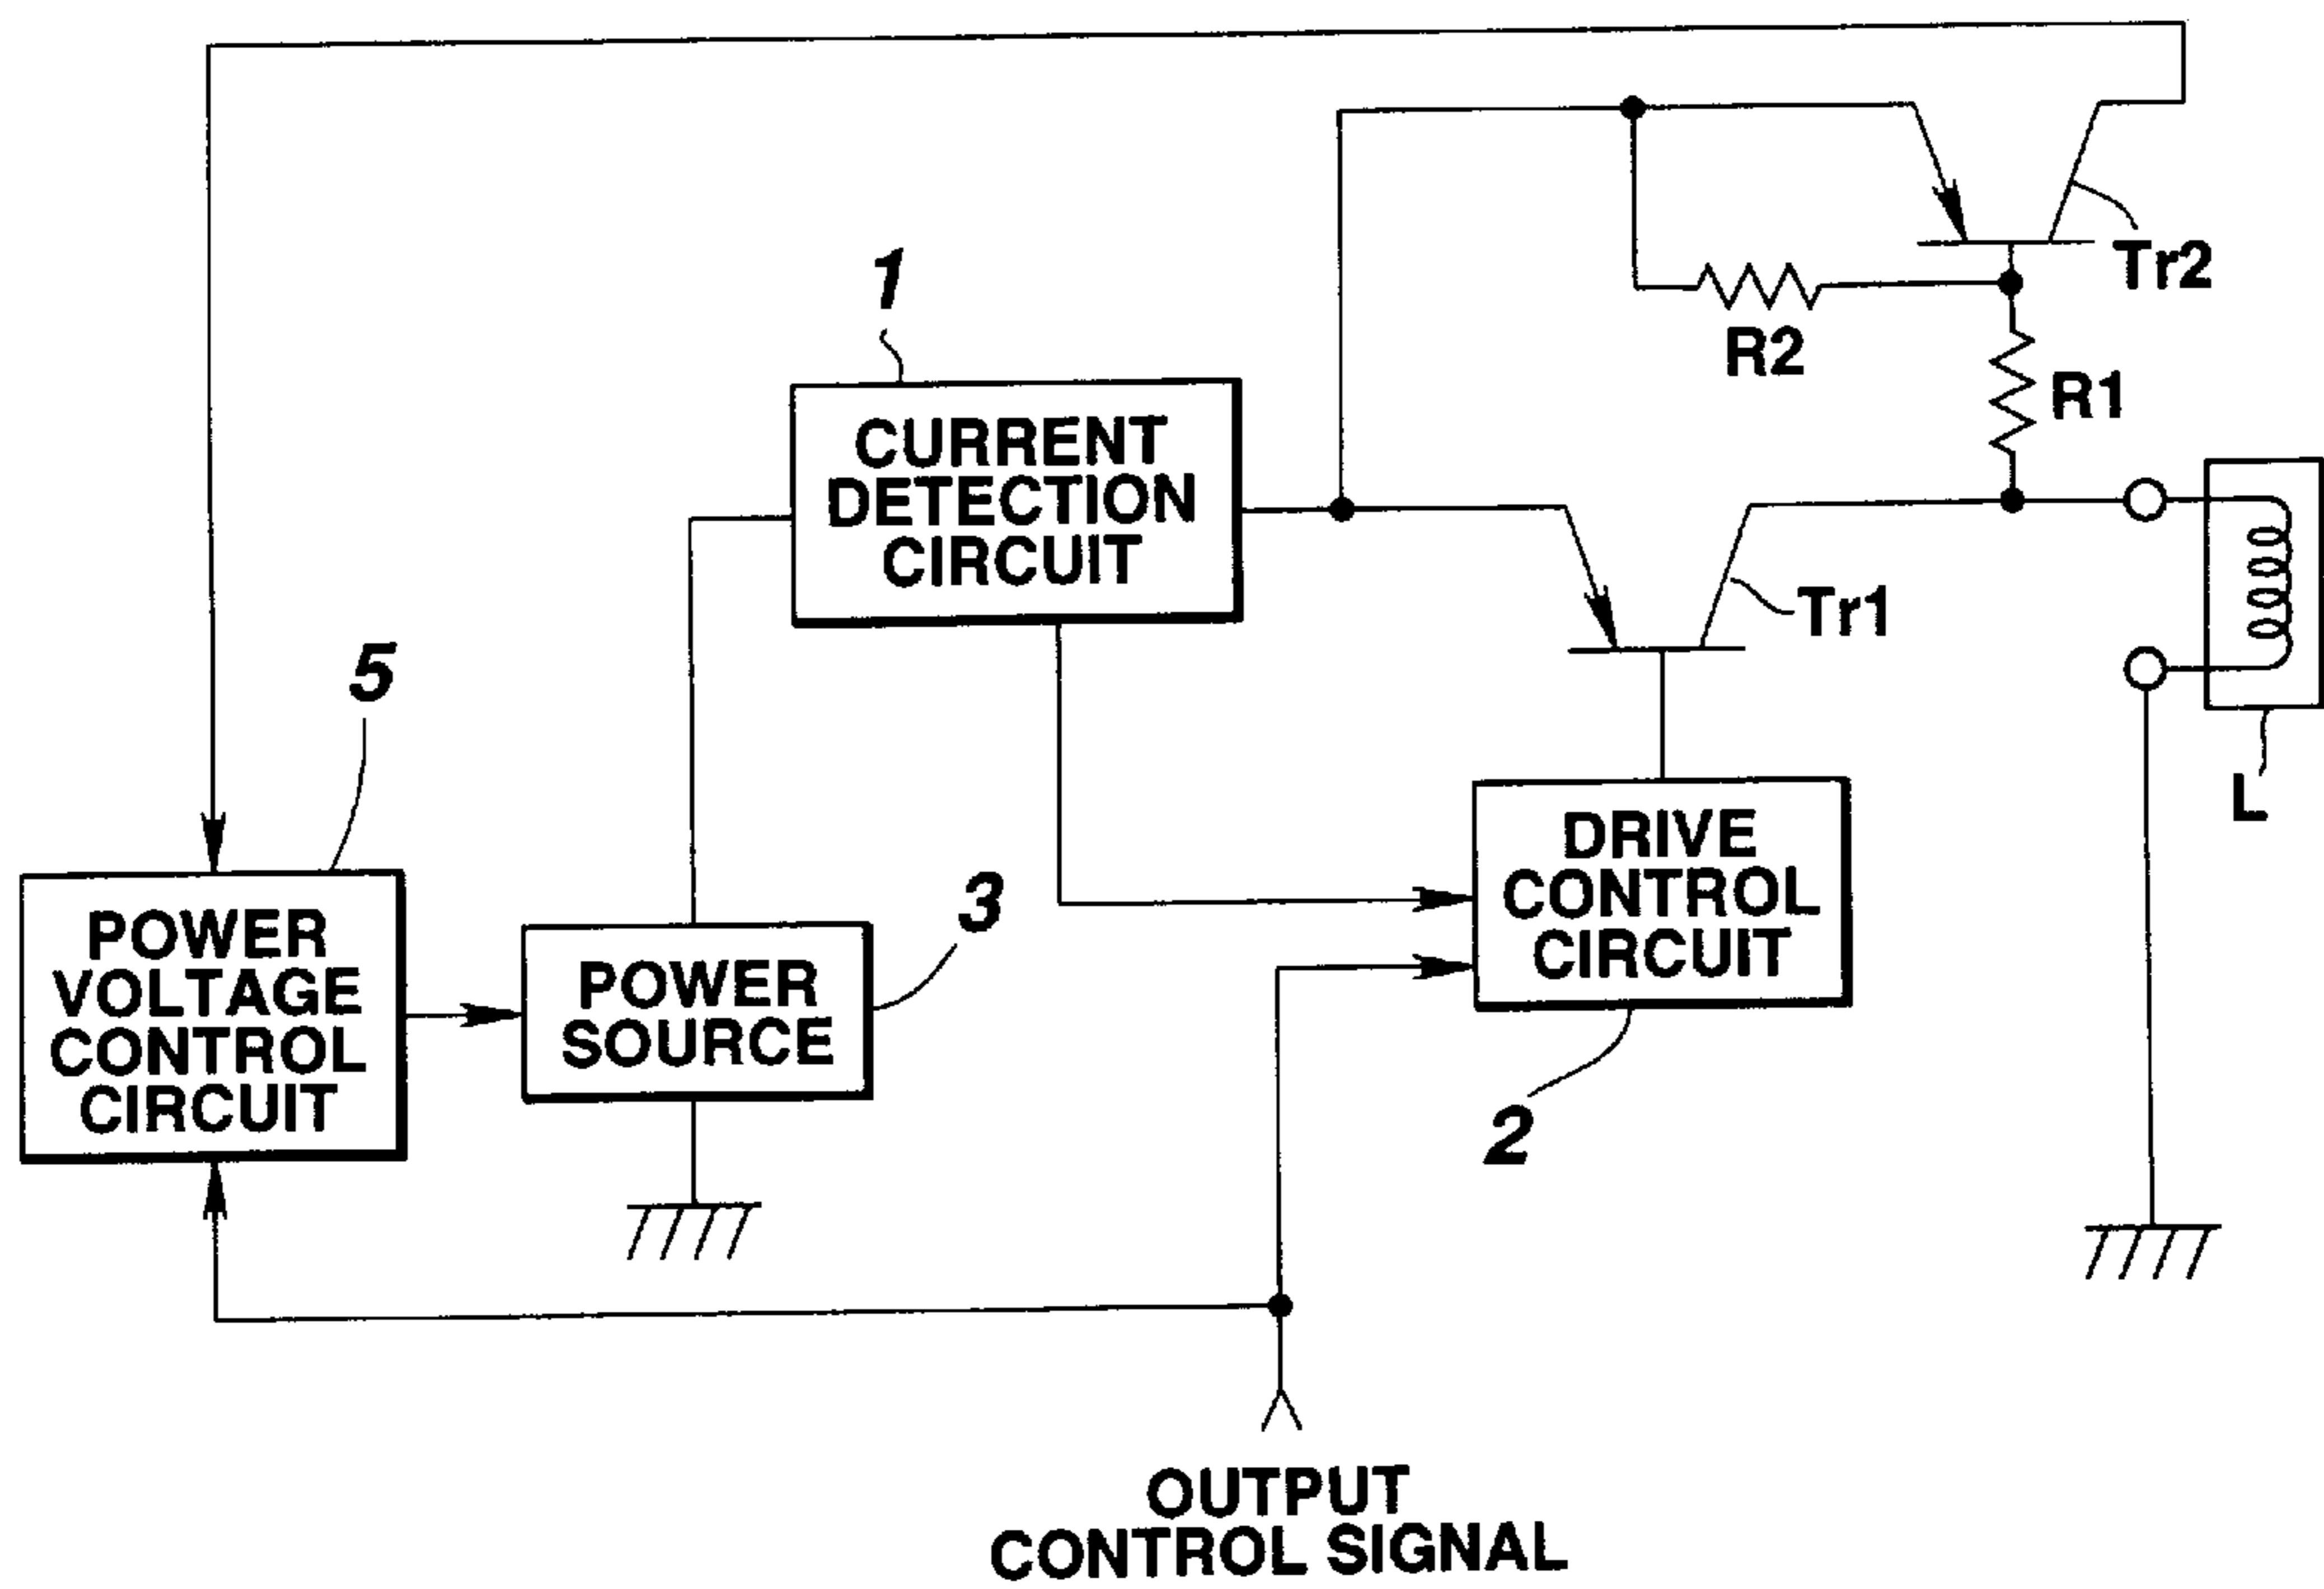 Tr2
1
R2
R1
CURRENT
DETECTION
CIRCUIT
Tr1
5
L
DRIVE
CONTROL
CIRCUIT
3
POWER
VOLTAGE
CONTROL
CIRCUIT
POWER
SOURCE
2
OUTPUT
CONTROL SIGNAL